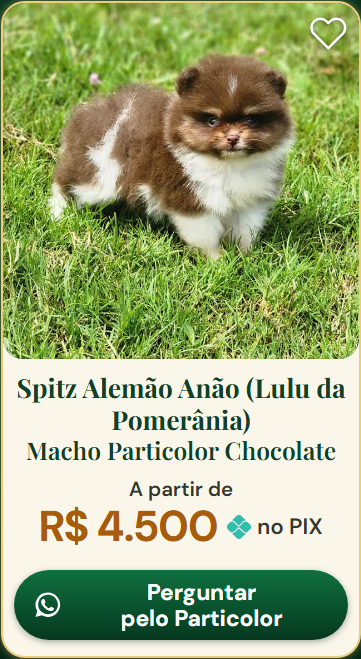 Spitz Alemão Anão (Lulu da
Pomerânia)
Macho Particolor Chocolate
A partir de
R$ 4.500 no PIX
Perguntar
pelo Particolor